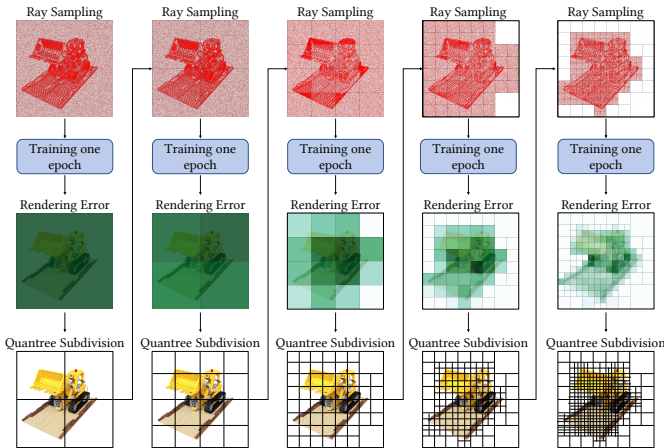 Ray Sampling Ray Sampling Ray Sampling Ray Sampling Ray Sampling
Training one Training one Training one Training one Training one
epoch epoch epoch epoch epoch
Rendering Error Rendering Error Rendering Error Rendering Error Rendering Error
Quantree Subdivision Quantree Subdivision Quantree Subdivision Quantree Subdivision Quantree Subdivision